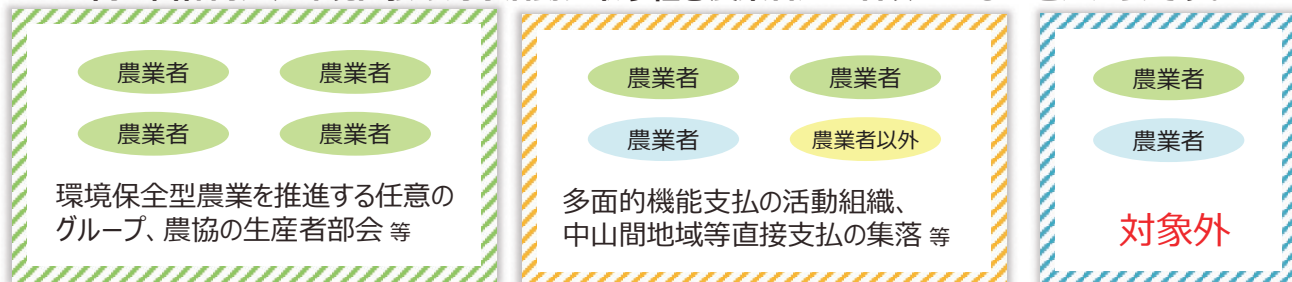 農業者 農業者
農業者 農業者
環境保全型農業を推進する任意の
グループ、農協の生産者部会 等
農業者 農業者
農業者 農業者以外
多面的機能支払の活動組織、
中山間地域等直接支払の集落 等
農業者
農業者
対象外